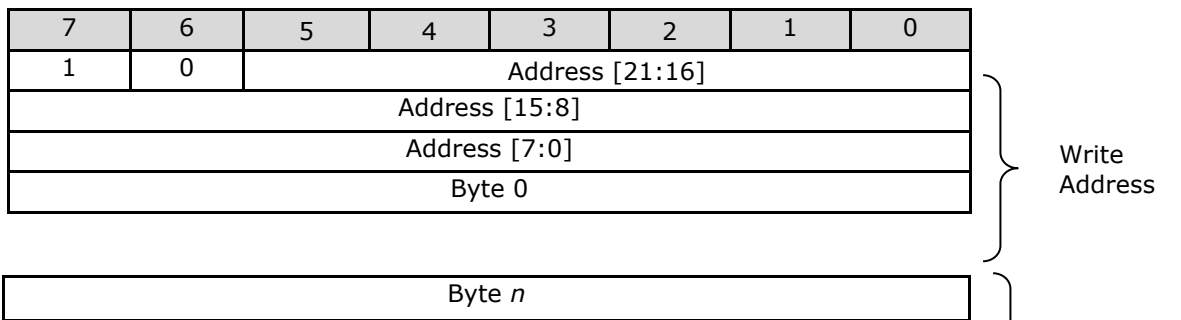 7 6 5 4 3 2 1 0
1 0 Address [21:16]
Address [15:8]
Address [7:0]
Write
Address
Byte 0
Byte n